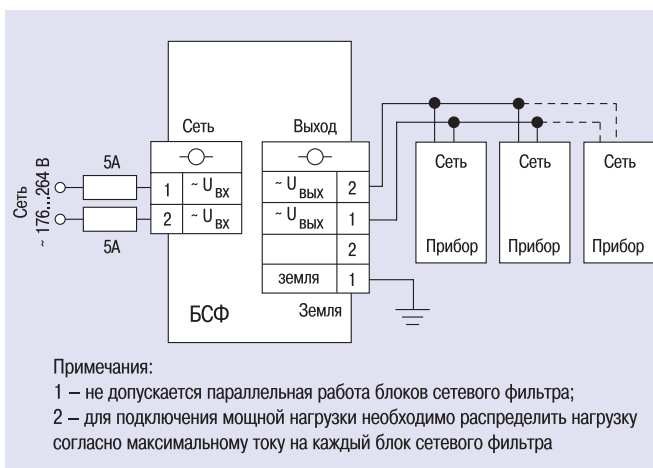 Сеть
~ 176...264 В
5А
5А
Сеть
1 ~ U ВХ
2 ~ U ВХ
БСФ
Выход
~ U ВЫХ 2
~ U ВЫХ 1
2
земля 1
Земля
Сеть
Прибор
Сеть
Прибор
Сеть
Прибор
Примечания:
1 – не допускается параллельная работа блоков сетевого фильтра;
2 – для подключения мощной нагрузки необходимо распределить нагрузку
согласно максимальному току на каждый блок сетевого фильтра